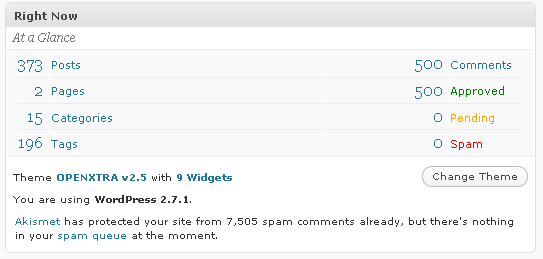 Right Now
At a Glance
373 Posts 500 Comments
2 Pages 500 Approved
15 Categories 0 Pending
196 Tags 0 Spam
Theme OPENXTRA v2.5 with 9 Widgets Change Theme
You are using WordPress 2.7.1.
Akismet has protected your site from 7,505 spam comments already, but there's nothing
in your spam queue at the moment.